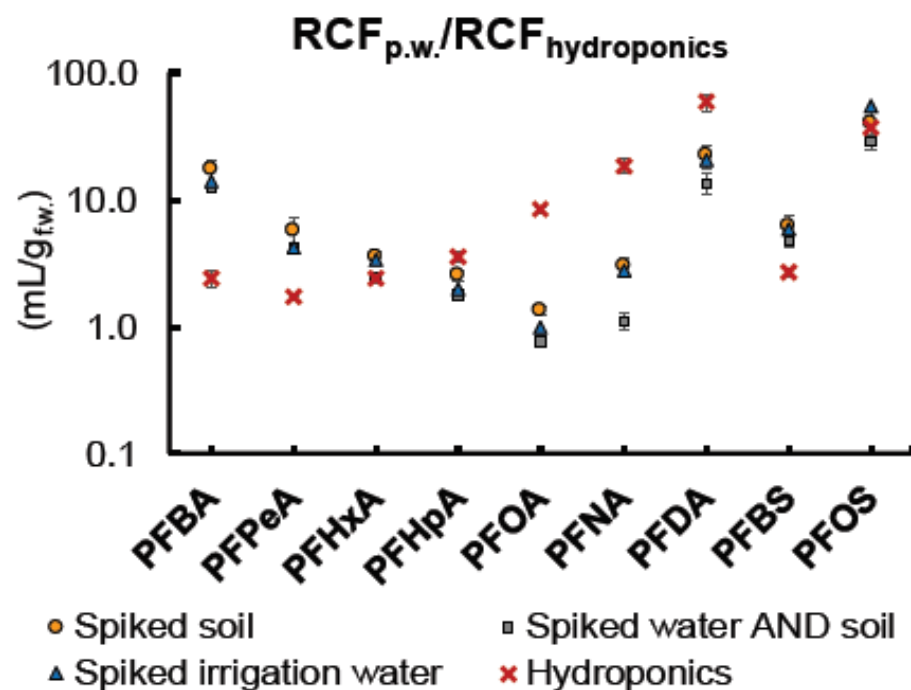 RCFp.w./RCFhydroponics
100.0
10.0
1.0
0.1
(mL/gf.w.)
PFBA
PFPeA
PFHxA
PFHpA
PFOA
PFNA
PFDA
PFBS
PFOS
Spiked soil
Spiked water AND soil
Spiked irrigation water
Hydroponics